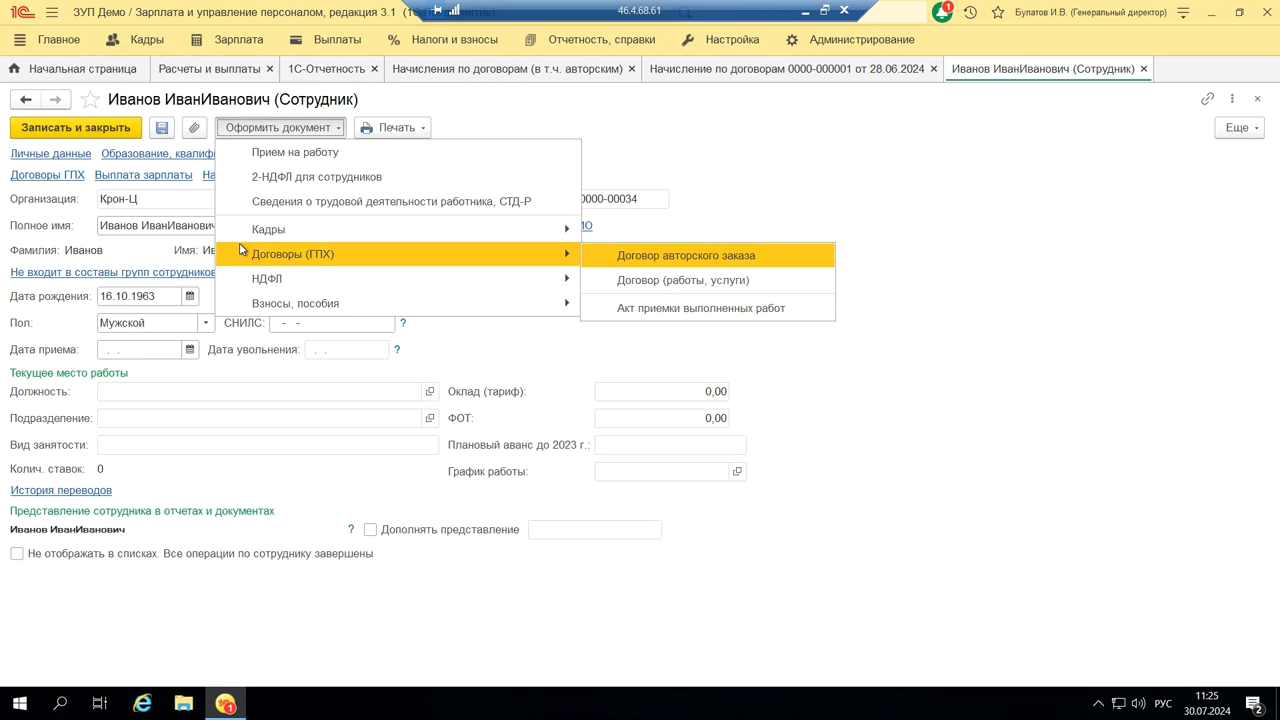 ЗУП Демо / Зарплата и управление персоналом, редакция 3.1 (1С:П
46.4.68.61
1
Булатов И.В. (Генеральный директор)
Главное
Кадры
Зарплата
Выплаты
Налоги и взносы
Отчетность, справки
Настройка
Администрирование
Начальная страница
Расчеты и выплаты
1С-Отчетность
Начисления по договорам (в т.ч. авторским)
Начисление по договорам 0000-000001 от 28.06.2024
Иванов ИванИванович (Сотрудник)
Иванов ИванИванович (Сотрудник)
Записать и закрыть
Оформить документ
Печать
Еще
Личные данные
Образование, квалиф
Договоры ГПХ
Выплата зарплаты
На
Организация:
Крон-Ц
0000-00034
Полное имя:
Иванов ИванИванович
ИО
Фамилия:
Иванов
Имя:
Ив
Не входит в составы групп сотрудников
Дата рождения:
16.10.1963
Пол:
Мужской
СНИЛС:
- -
?
Дата приема:
. .
Дата увольнения:
. .
?
Прием на работу
2-НДФЛ для сотрудников
Сведения о трудовой деятельности работника, СТД-Р
Кадры
Договоры (ГПХ)
НДФЛ
Взносы, пособия
Договор авторского заказа
Договор (работы, услуги)
Акт приемки выполненных работ
Текущее место работы
Должность:
Оклад (тариф):
0,00
Подразделение:
ФОТ:
0,00
Вид занятости:
Плановый аванс до 2023 г.:
Колич. ставок:
0
График работы:
История переводов
Представление сотрудника в отчетах и документах
Иванов ИванИванович
?
Дополнять представление
Не отображать в списках. Все операции по сотруднику завершены
1
РУС
11:25
30.07.2024
2